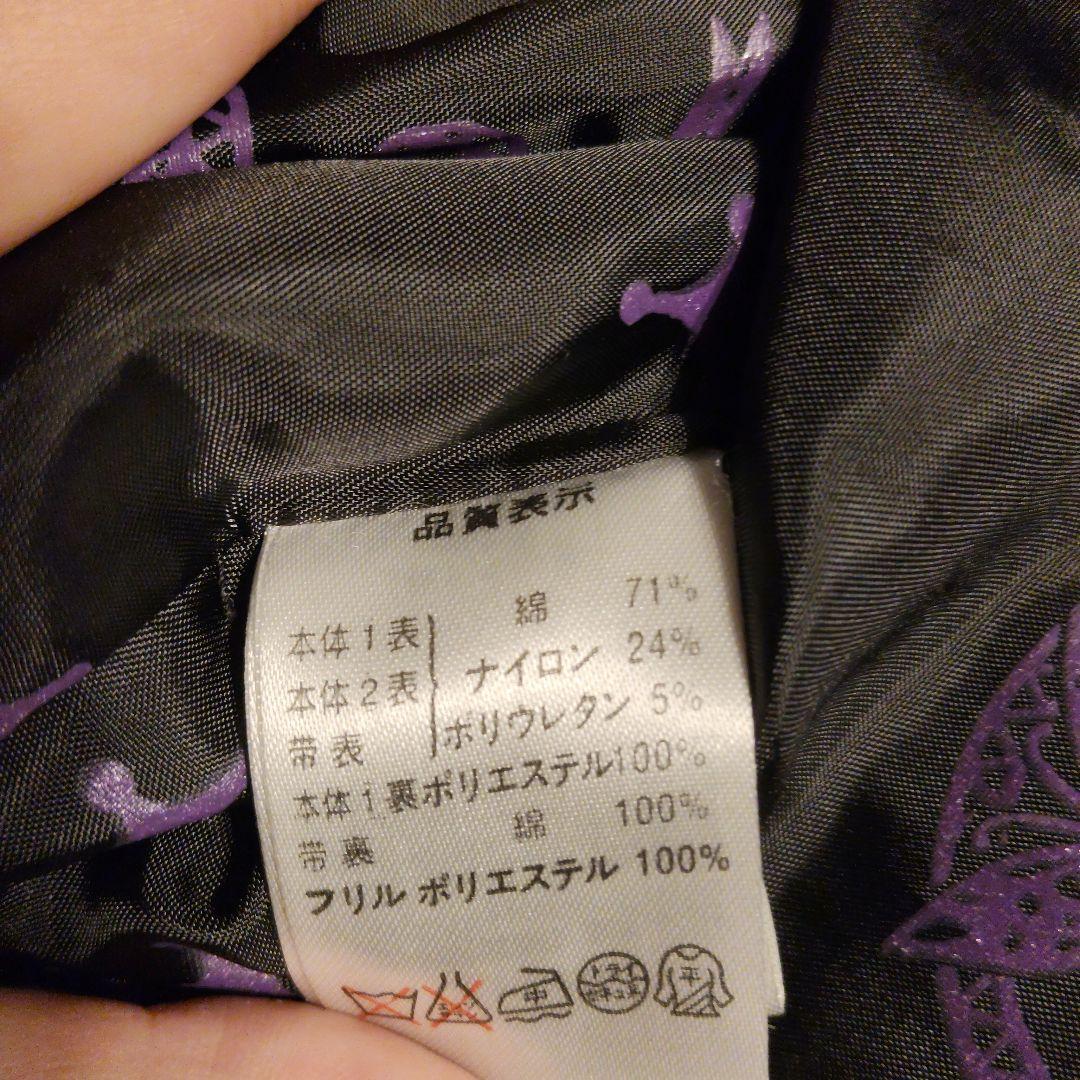 品質表示
綿 71%
本体1表
ナイロン 24%
本体2表
ポリウレタン 5%
帯表
本体1裏ポリエステル100%
帯裏 綿 100%
フリル ポリエステル 100%
中
平